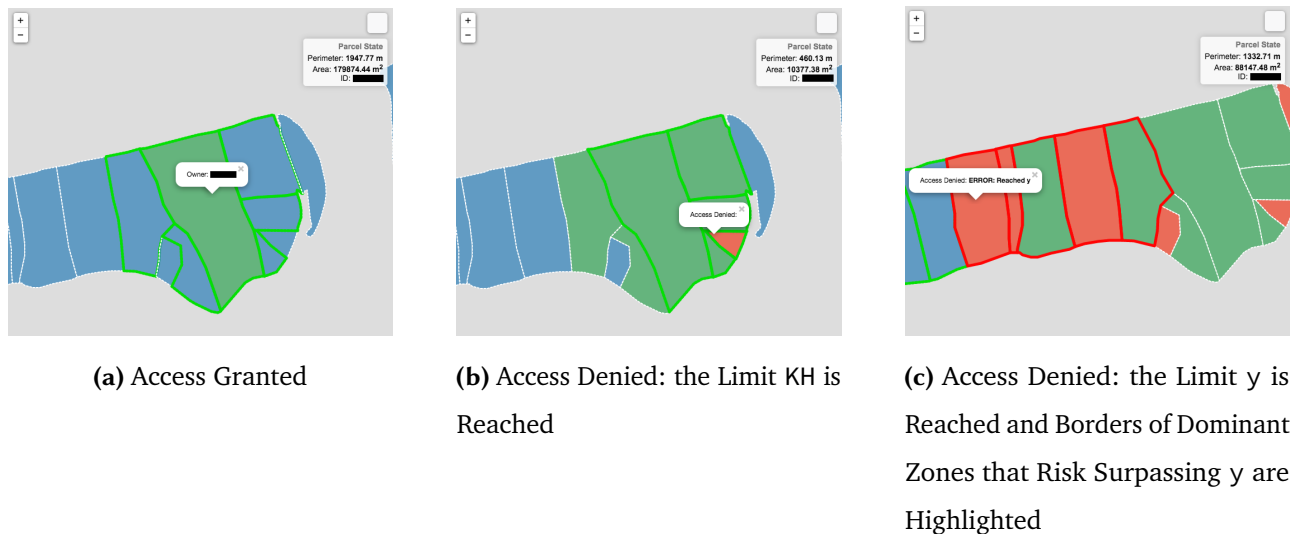 +
−
Parcel State
Perimeter: 1947.77 m
Area: 179874.44 m²
ID:
Owner:
×
(a) Access Granted
+
−
Parcel State
Perimeter: 460.13 m
Area: 10377.38 m²
ID:
Access Denied:
×
(b) Access Denied: the Limit KH is
Reached
+
−
Parcel State
Perimeter: 1332.71 m
Area: 88147.48 m²
ID:
Access Denied: ERROR: Reached y
×
(c) Access Denied: the Limit y is
Reached and Borders of Dominant
Zones that Risk Surpassing y are
Highlighted